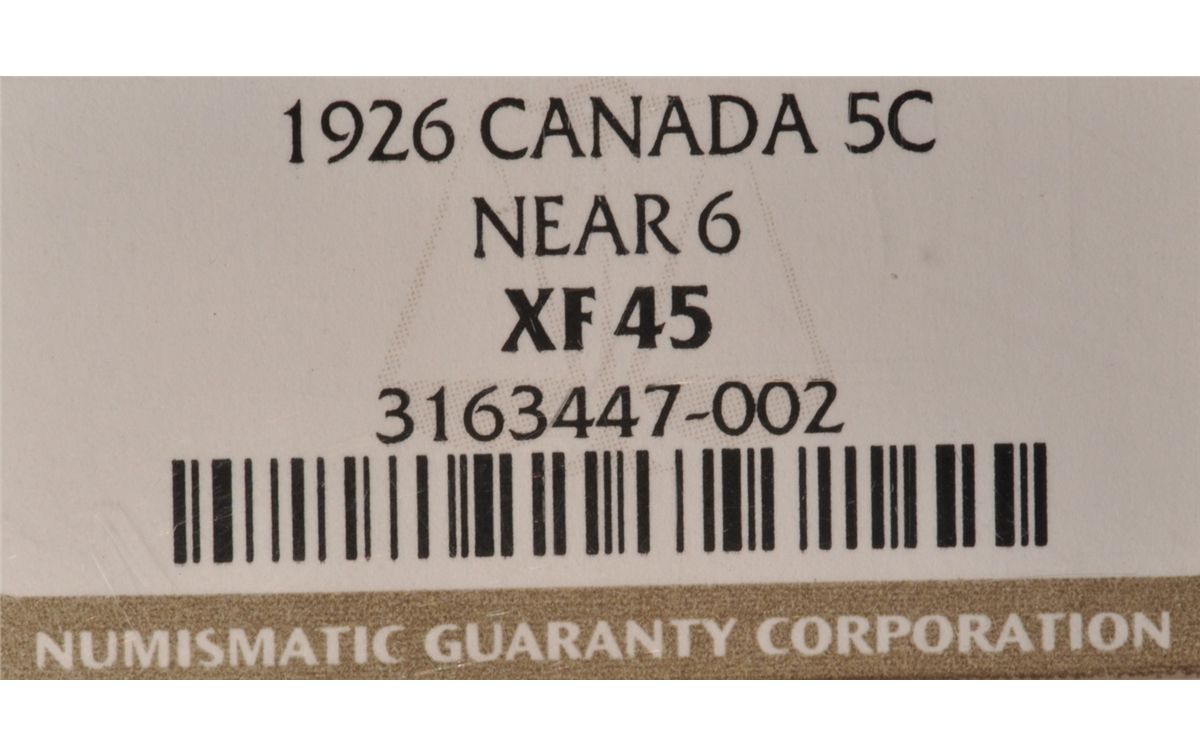 1926 CANADA 5C
NEAR 6
XF 45
3163447-002
NUMISMATIC GUARANTY CORPORATION